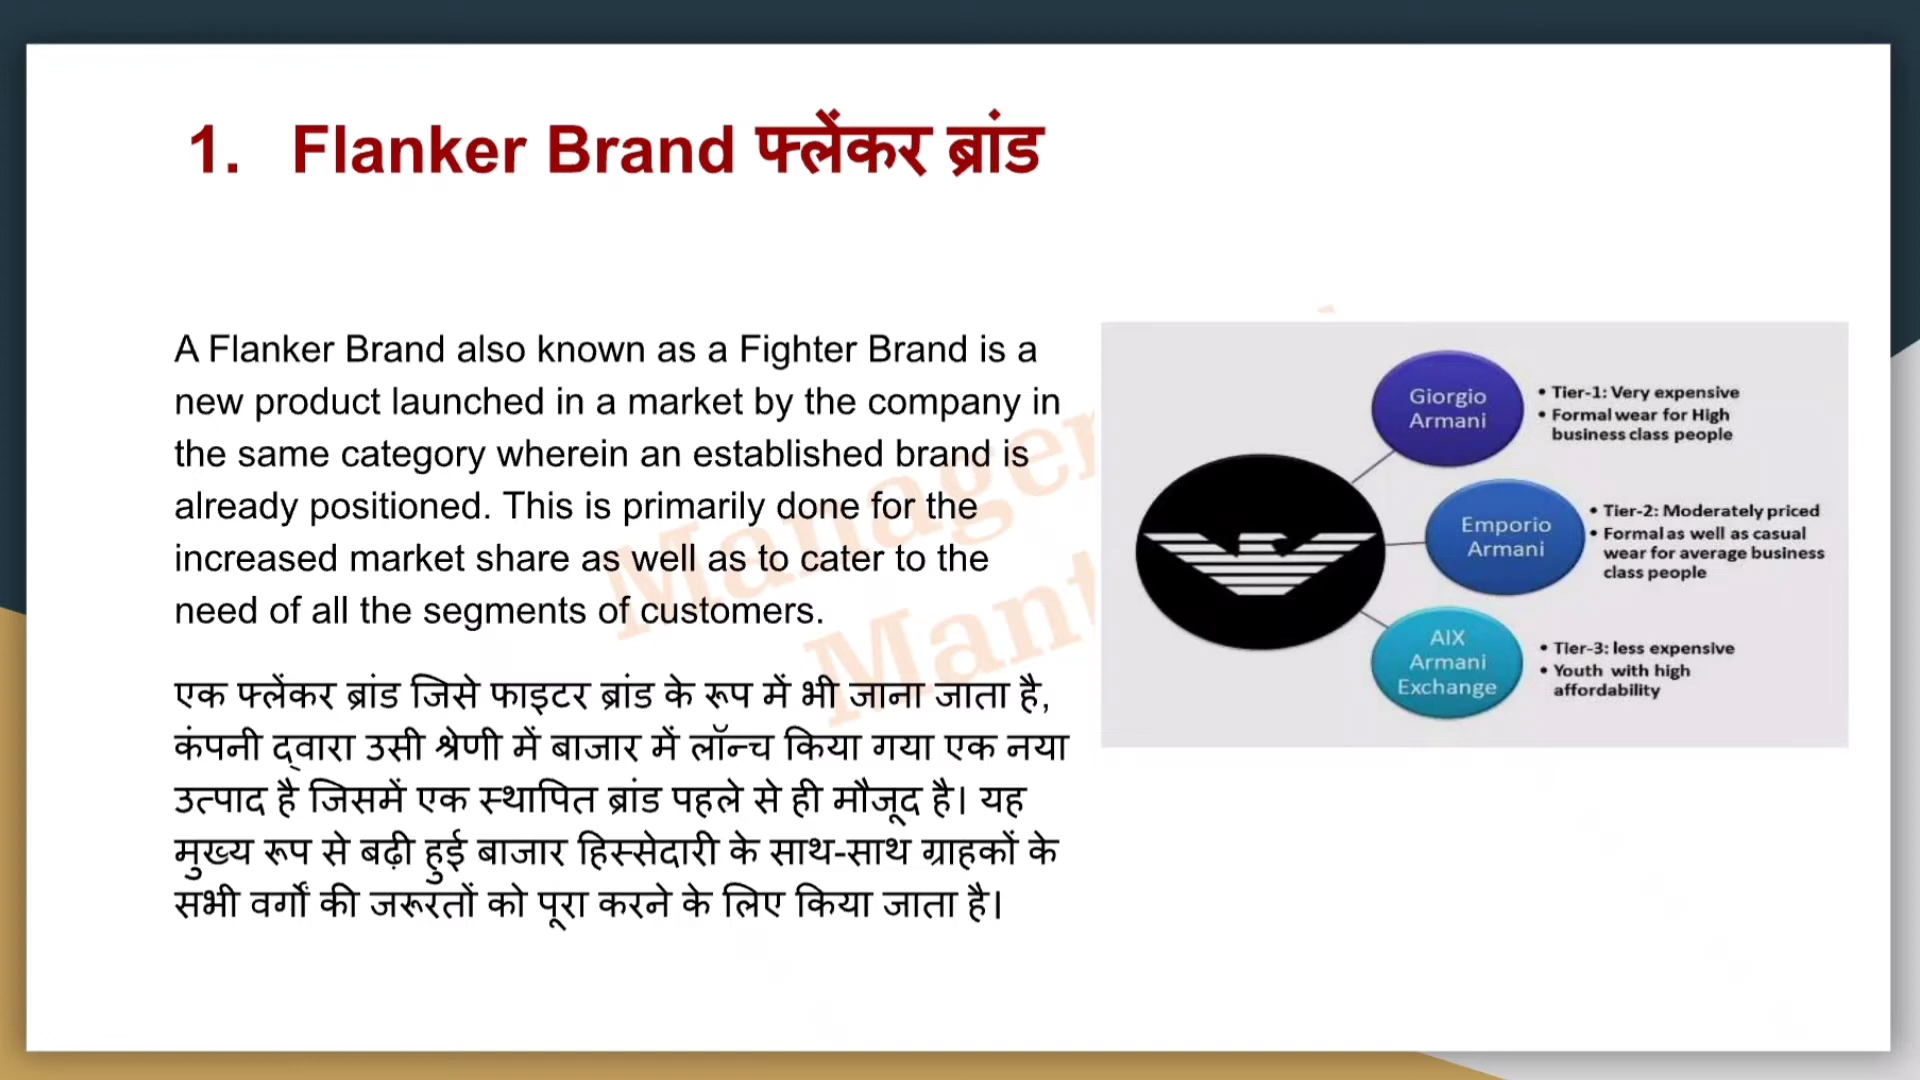 1. Flanker Brand फ्लेंकर ब्रांड
A Flanker Brand also known as a Fighter Brand is a
new product launched in a market by the company in
the same category wherein an established brand is
already positioned. This is primarily done for the
increased market share as well as to cater to the
need of all the segments of customers.
एक फ्लेंकर ब्रांड जिसे फाइटर ब्रांड के रूप में भी जाना जाता है,
कंपनी द्वारा उसी श्रेणी में बाजार में लॉन्च किया गया एक नया
उत्पाद है जिसमें एक स्थापित ब्रांड पहले से ही मौजूद है। यह
मुख्य रूप से बढ़ी हुई बाजार हिस्सेदारी के साथ-साथ ग्राहकों के
सभी वर्गों की जरूरतों को पूरा करने के लिए किया जाता है।
Giorgio
Armani
• Tier-1: Very expensive
• Formal wear for High
business class people
Emporio
Armani
• Tier-2: Moderately priced
• Formal as well as casual
wear for average business
class people
AIX
Armani
Exchange
• Tier-3: less expensive
• Youth with high
affordability